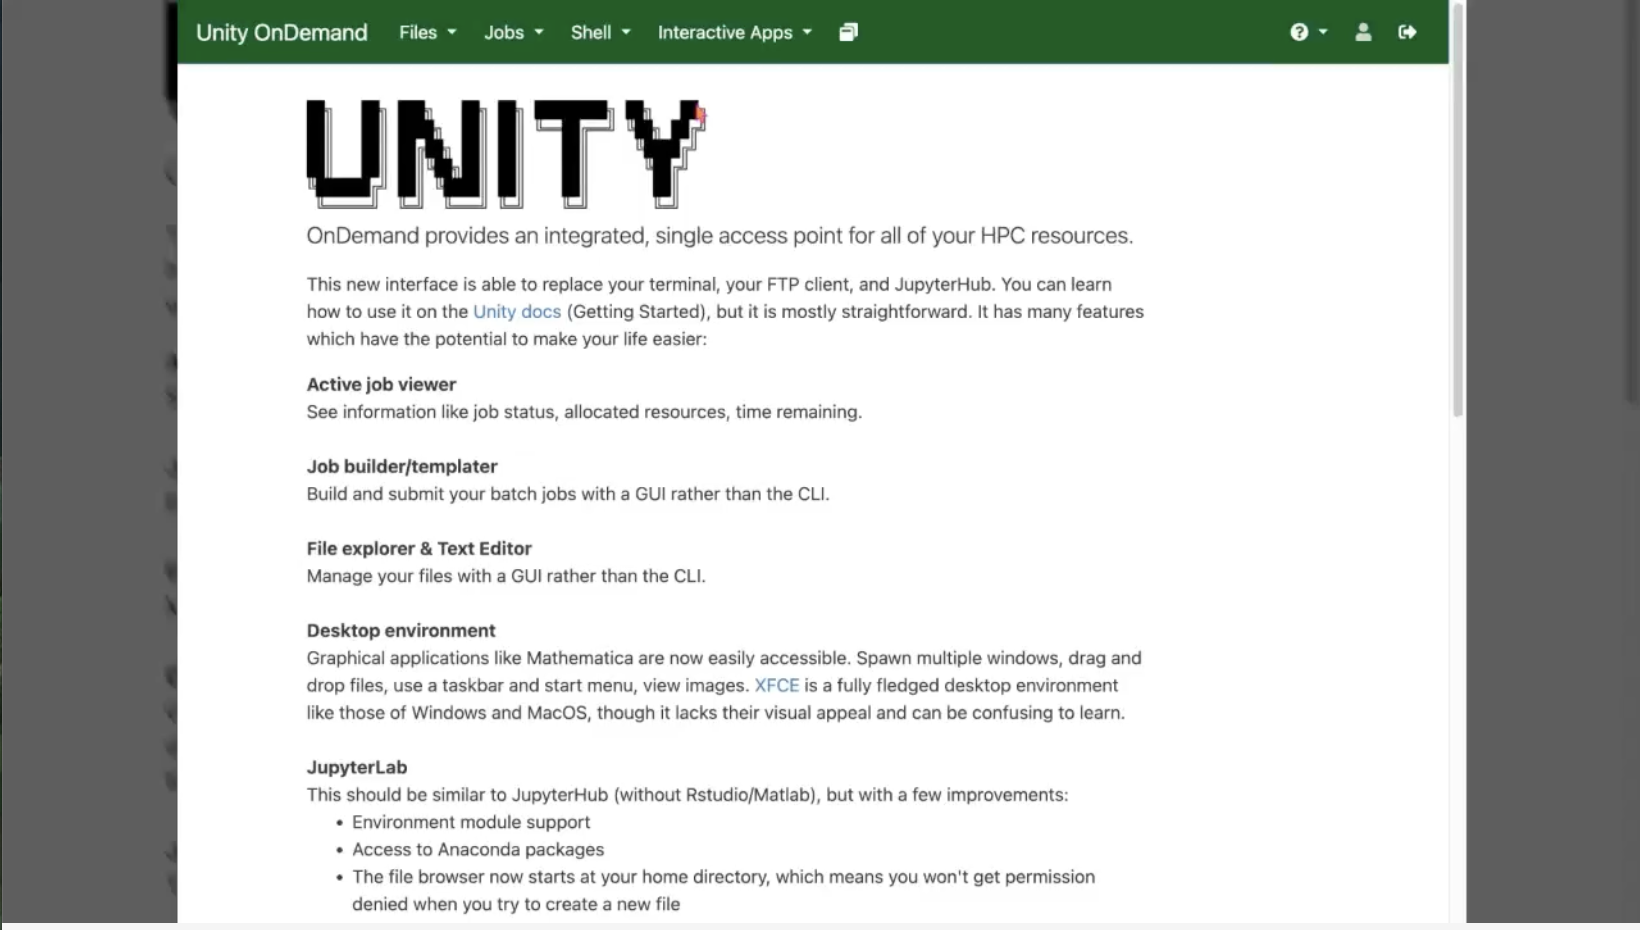 Unity OnDemand Files Jobs Shell Interactive Apps
UNITY
OnDemand provides an integrated, single access point for all of your HPC resources.
This new interface is able to replace your terminal, your FTP client, and JupyterHub. You can learn
how to use it on the Unity docs (Getting Started), but it is mostly straightforward. It has many features
which have the potential to make your life easier:
Active job viewer
See information like job status, allocated resources, time remaining.
Job builder/templater
Build and submit your batch jobs with a GUI rather than the CLI.
File explorer & Text Editor
Manage your files with a GUI rather than the CLI.
Desktop environment
Graphical applications like Mathematica are now easily accessible. Spawn multiple windows, drag and
drop files, use a taskbar and start menu, view images. XFCE is a fully fledged desktop environment
like those of Windows and MacOS, though it lacks their visual appeal and can be confusing to learn.
JupyterLab
This should be similar to JupyterHub (without Rstudio/Matlab), but with a few improvements:
• Environment module support
• Access to Anaconda packages
• The file browser now starts at your home directory, which means you won't get permission
denied when you try to create a new file